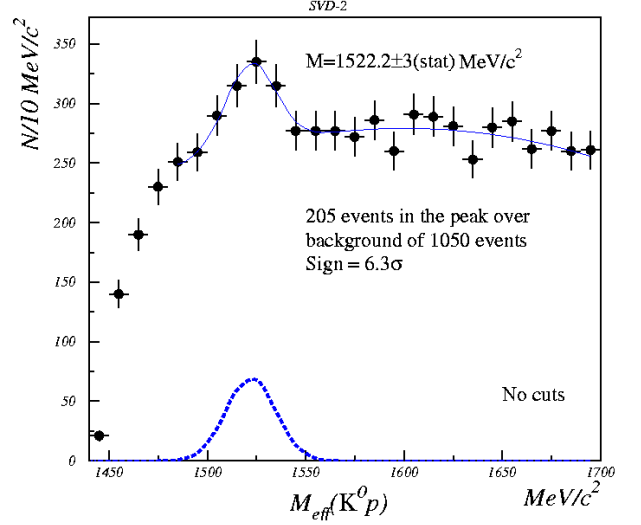 SVD-2
N/10 MeV/c²
350
300
250
200
150
100
50
0
M=1522.2±3(stat) MeV/c²
205 events in the peak over
background of 1050 events
Sign = 6.3σ
No cuts
1450 1500 1550 1600 1650 1700
M_eff(K⁰p) MeV/c²